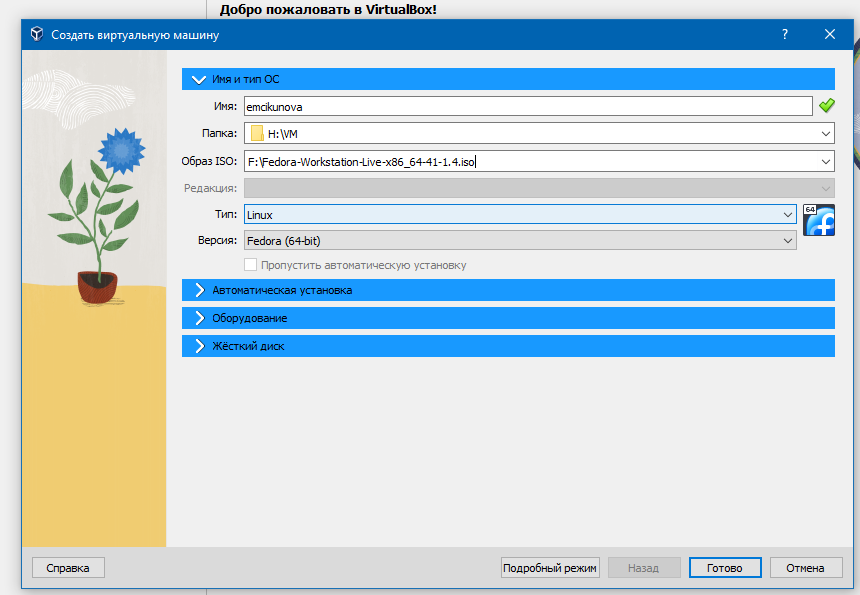 Добро пожаловать в VirtualBox!
Создать виртуальную машину ?
Имя и тип ОС
Имя: emcikunova
Папка: H:\VM
Образ ISO: F:\Fedora-Workstation-Live-x86_64-41-1.4.iso
Редакция:
Тип: Linux
64
Версия: Fedora (64-bit)
Пропустить автоматическую установку
Автоматическая установка
Оборудование
Жёсткий диск
Справка Подробный режим Назад Готово Отмена